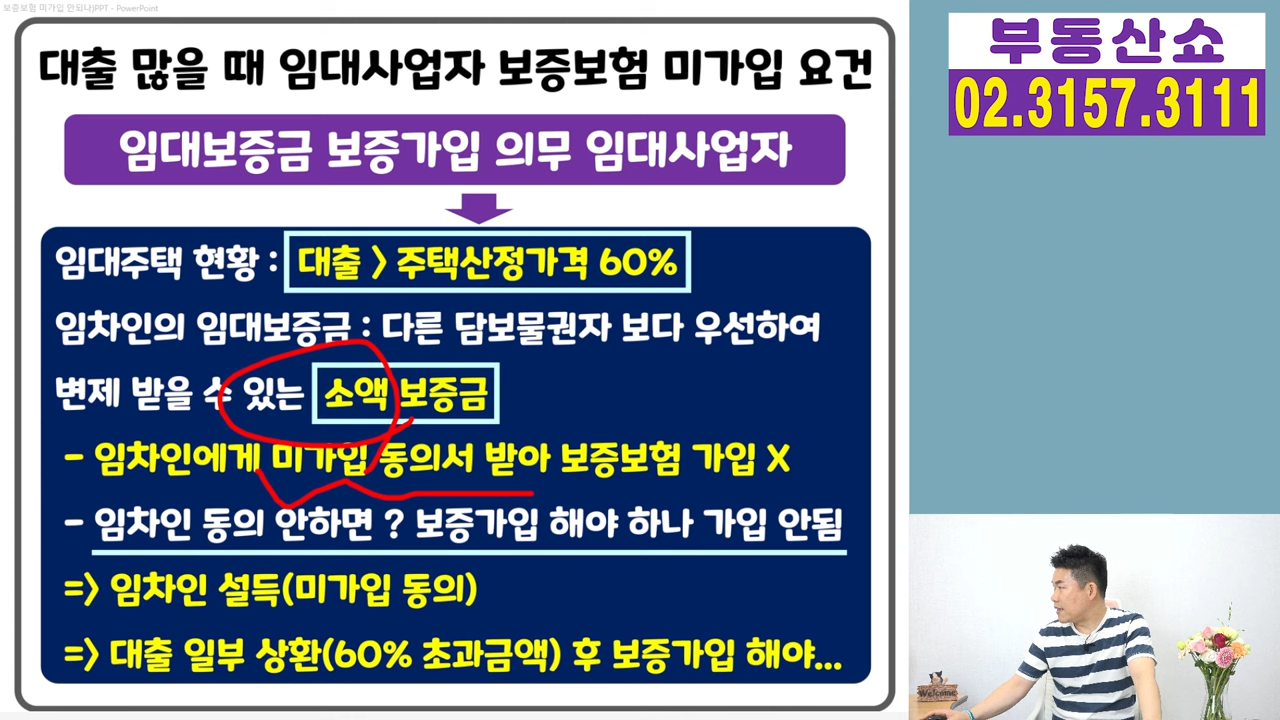 보증보험 미가입 안되나.PPT - PowerPoint
대출 많을 때 임대사업자 보증보험 미가입 요건
임대보증금 보증가입 의무 임대사업자
임대주택 현황 : 대출 > 주택산정가격 60%
임차인의 임대보증금 : 다른 담보물권자 보다 우선하여
변제 받을 수 있는 소액 보증금
- 임차인에게 미가입 동의서 받아 보증보험 가입 X
- 임차인 동의 안하면 ? 보증가입 해야 하나 가입 안됨
=> 임차인 설득(미가입 동의)
=> 대출 일부 상환(60% 초과금액) 후 보증가입 해야...
부동산쇼
02.3157.3111
Welcome